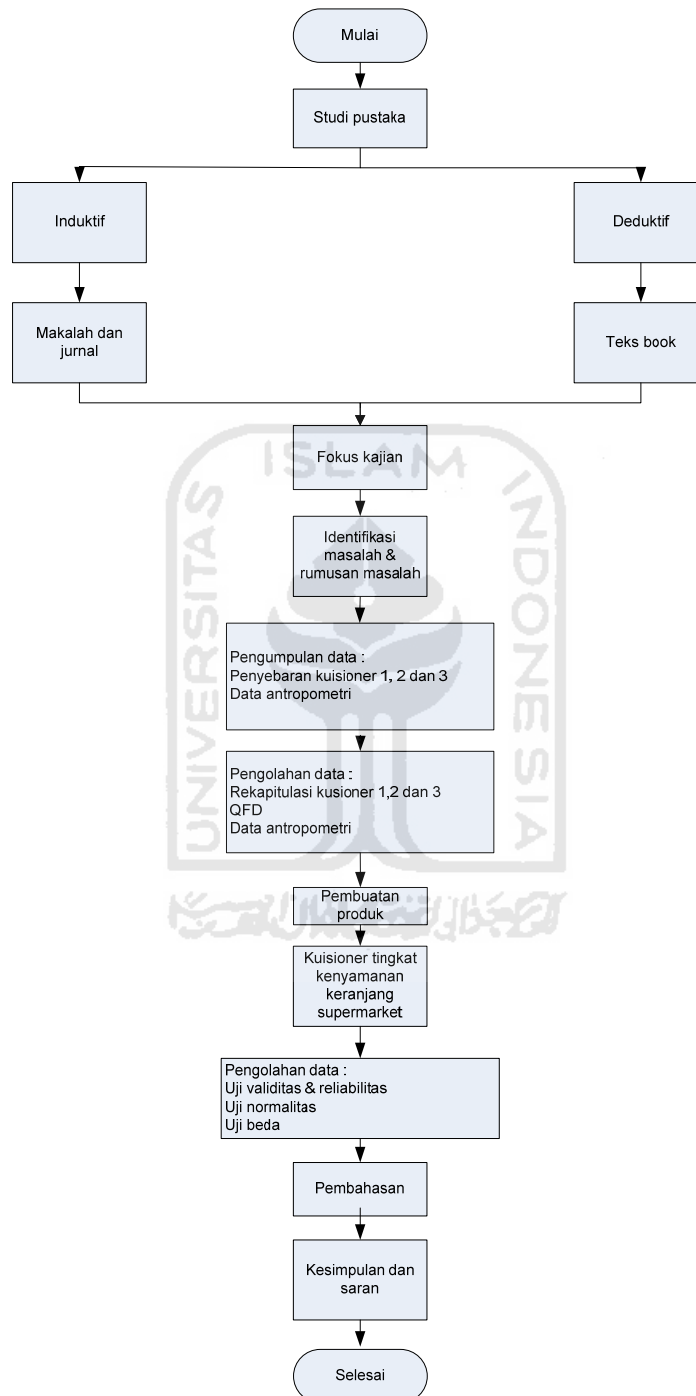 Mulai
Studi pustaka
Induktif
Deduktif
Makalah dan
jurnal
Teks book
Fokus kajian
ISLAM
UNIVERSITAS
INDONESIA
Identifikasi
masalah &
rumusan masalah
Pengumpulan data :
Penyebaran kuisioner 1, 2 dan 3
Data antropometri
Pengolahan data :
Rekapitulasi kusioner 1,2 dan 3
QFD
Data antropometri
Pembuatan
produk
Kuisioner tingkat
kenyamanan
keranjang
supermarket
Pengolahan data :
Uji validitas & reliabilitas
Uji normalitas
Uji beda
Pembahasan
Kesimpulan dan
saran
Selesai